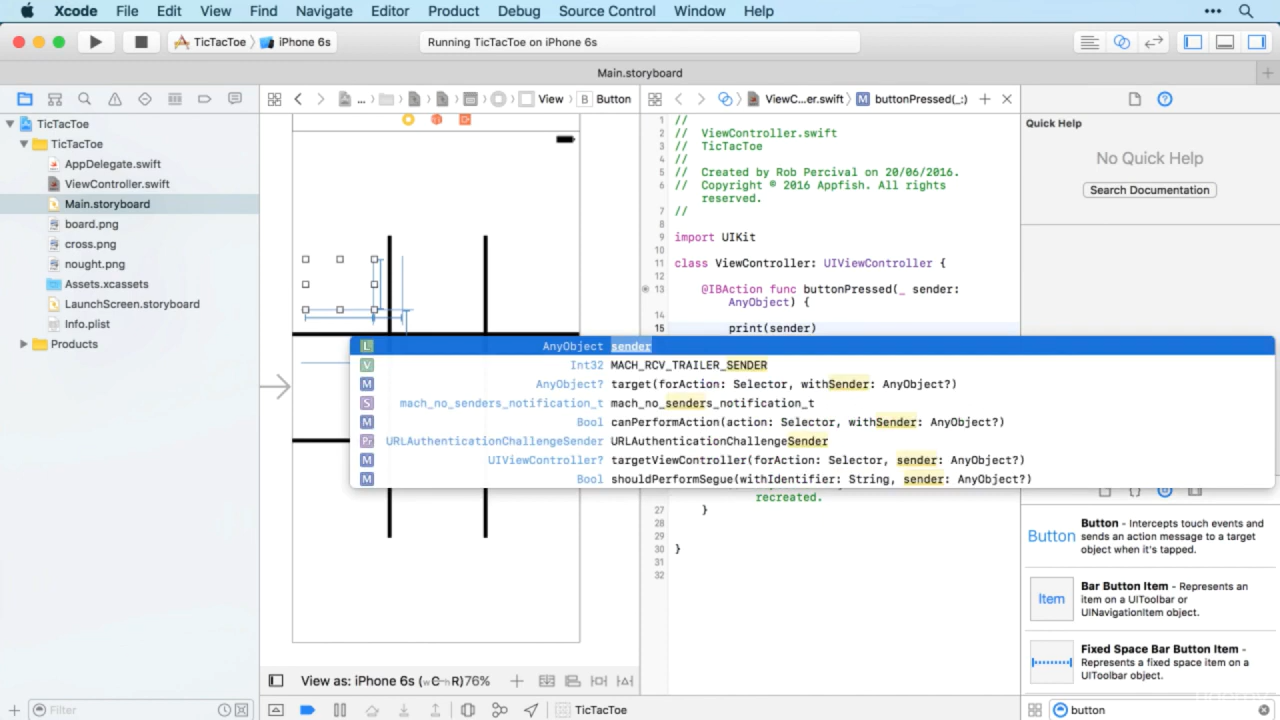 Xcode File Edit View Find Navigate Editor Product Debug Source Control Window Help
TicTacToe iPhone 6s
Running TicTacToe on iPhone 6s
Main.storyboard
... View B Button
ViewC...er.swift M buttonPressed(_:)
TicTacToe
TicTacToe
AppDelegate.swift
ViewController.swift
Main.storyboard
board.png
cross.png
nought.png
Assets.xcassets
LaunchScreen.storyboard
Info.plist
Products
1 //
2 // ViewController.swift
3 // TicTacToe
4 //
5 // Created by Rob Percival on 20/06/2016.
6 // Copyright © 2016 Appfish. All rights
reserved.
7 //
8
9 import UIKit
10
11 class ViewController: UIViewController {
12
13 @IBAction func buttonPressed(_ sender:
AnyObject) {
14
15 print(sender)
L AnyObject sender
V Int32 MACH_RCV_TRAILER_SENDER
M AnyObject? target(forAction: Selector, withSender: AnyObject?)
S mach_no_senders_notification_t mach_no_senders_notification_t
M Bool canPerformAction(action: Selector, withSender: AnyObject?)
Pr URLAuthenticationChallengeSender URLAuthenticationChallengeSender
M UIViewController? targetViewController(forAction: Selector, sender: AnyObject?)
M Bool shouldPerformSegue(withIdentifier: String, sender: AnyObject?)
recreated.
27 }
28
29
30 }
31
32
Quick Help
No Quick Help
Search Documentation
Button
Button - Intercepts touch events and
sends an action message to a target
object when it's tapped.
Item
Bar Button Item - Represents an
item on a UIToolbar or
UINavigationItem object.
Fixed Space Bar Button Item -
Represents a fixed space item on a
UIToolbar object.
View as: iPhone 6s (wC hR) 76%
Filter
TicTacToe
button